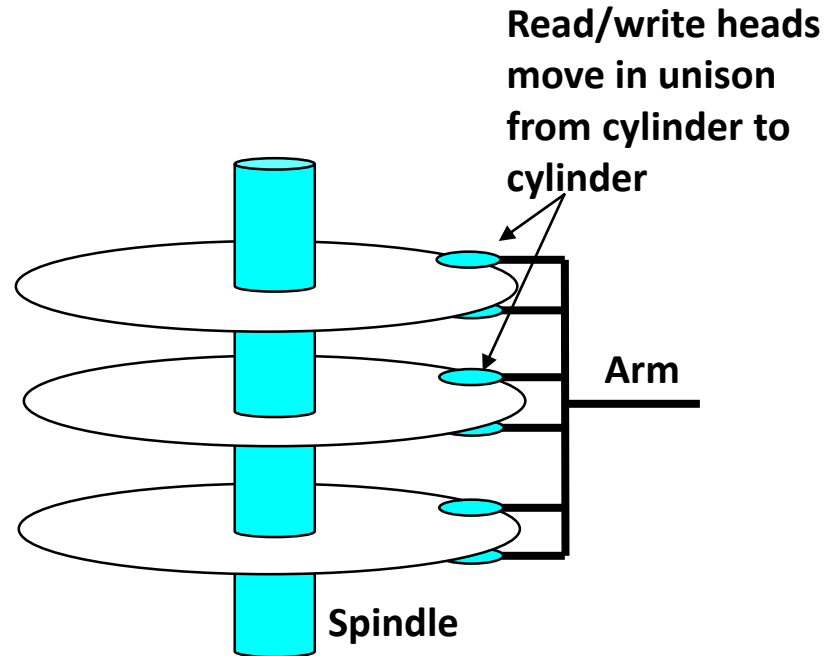 Read/write heads
move in unison
from cylinder to
cylinder
Arm
Spindle